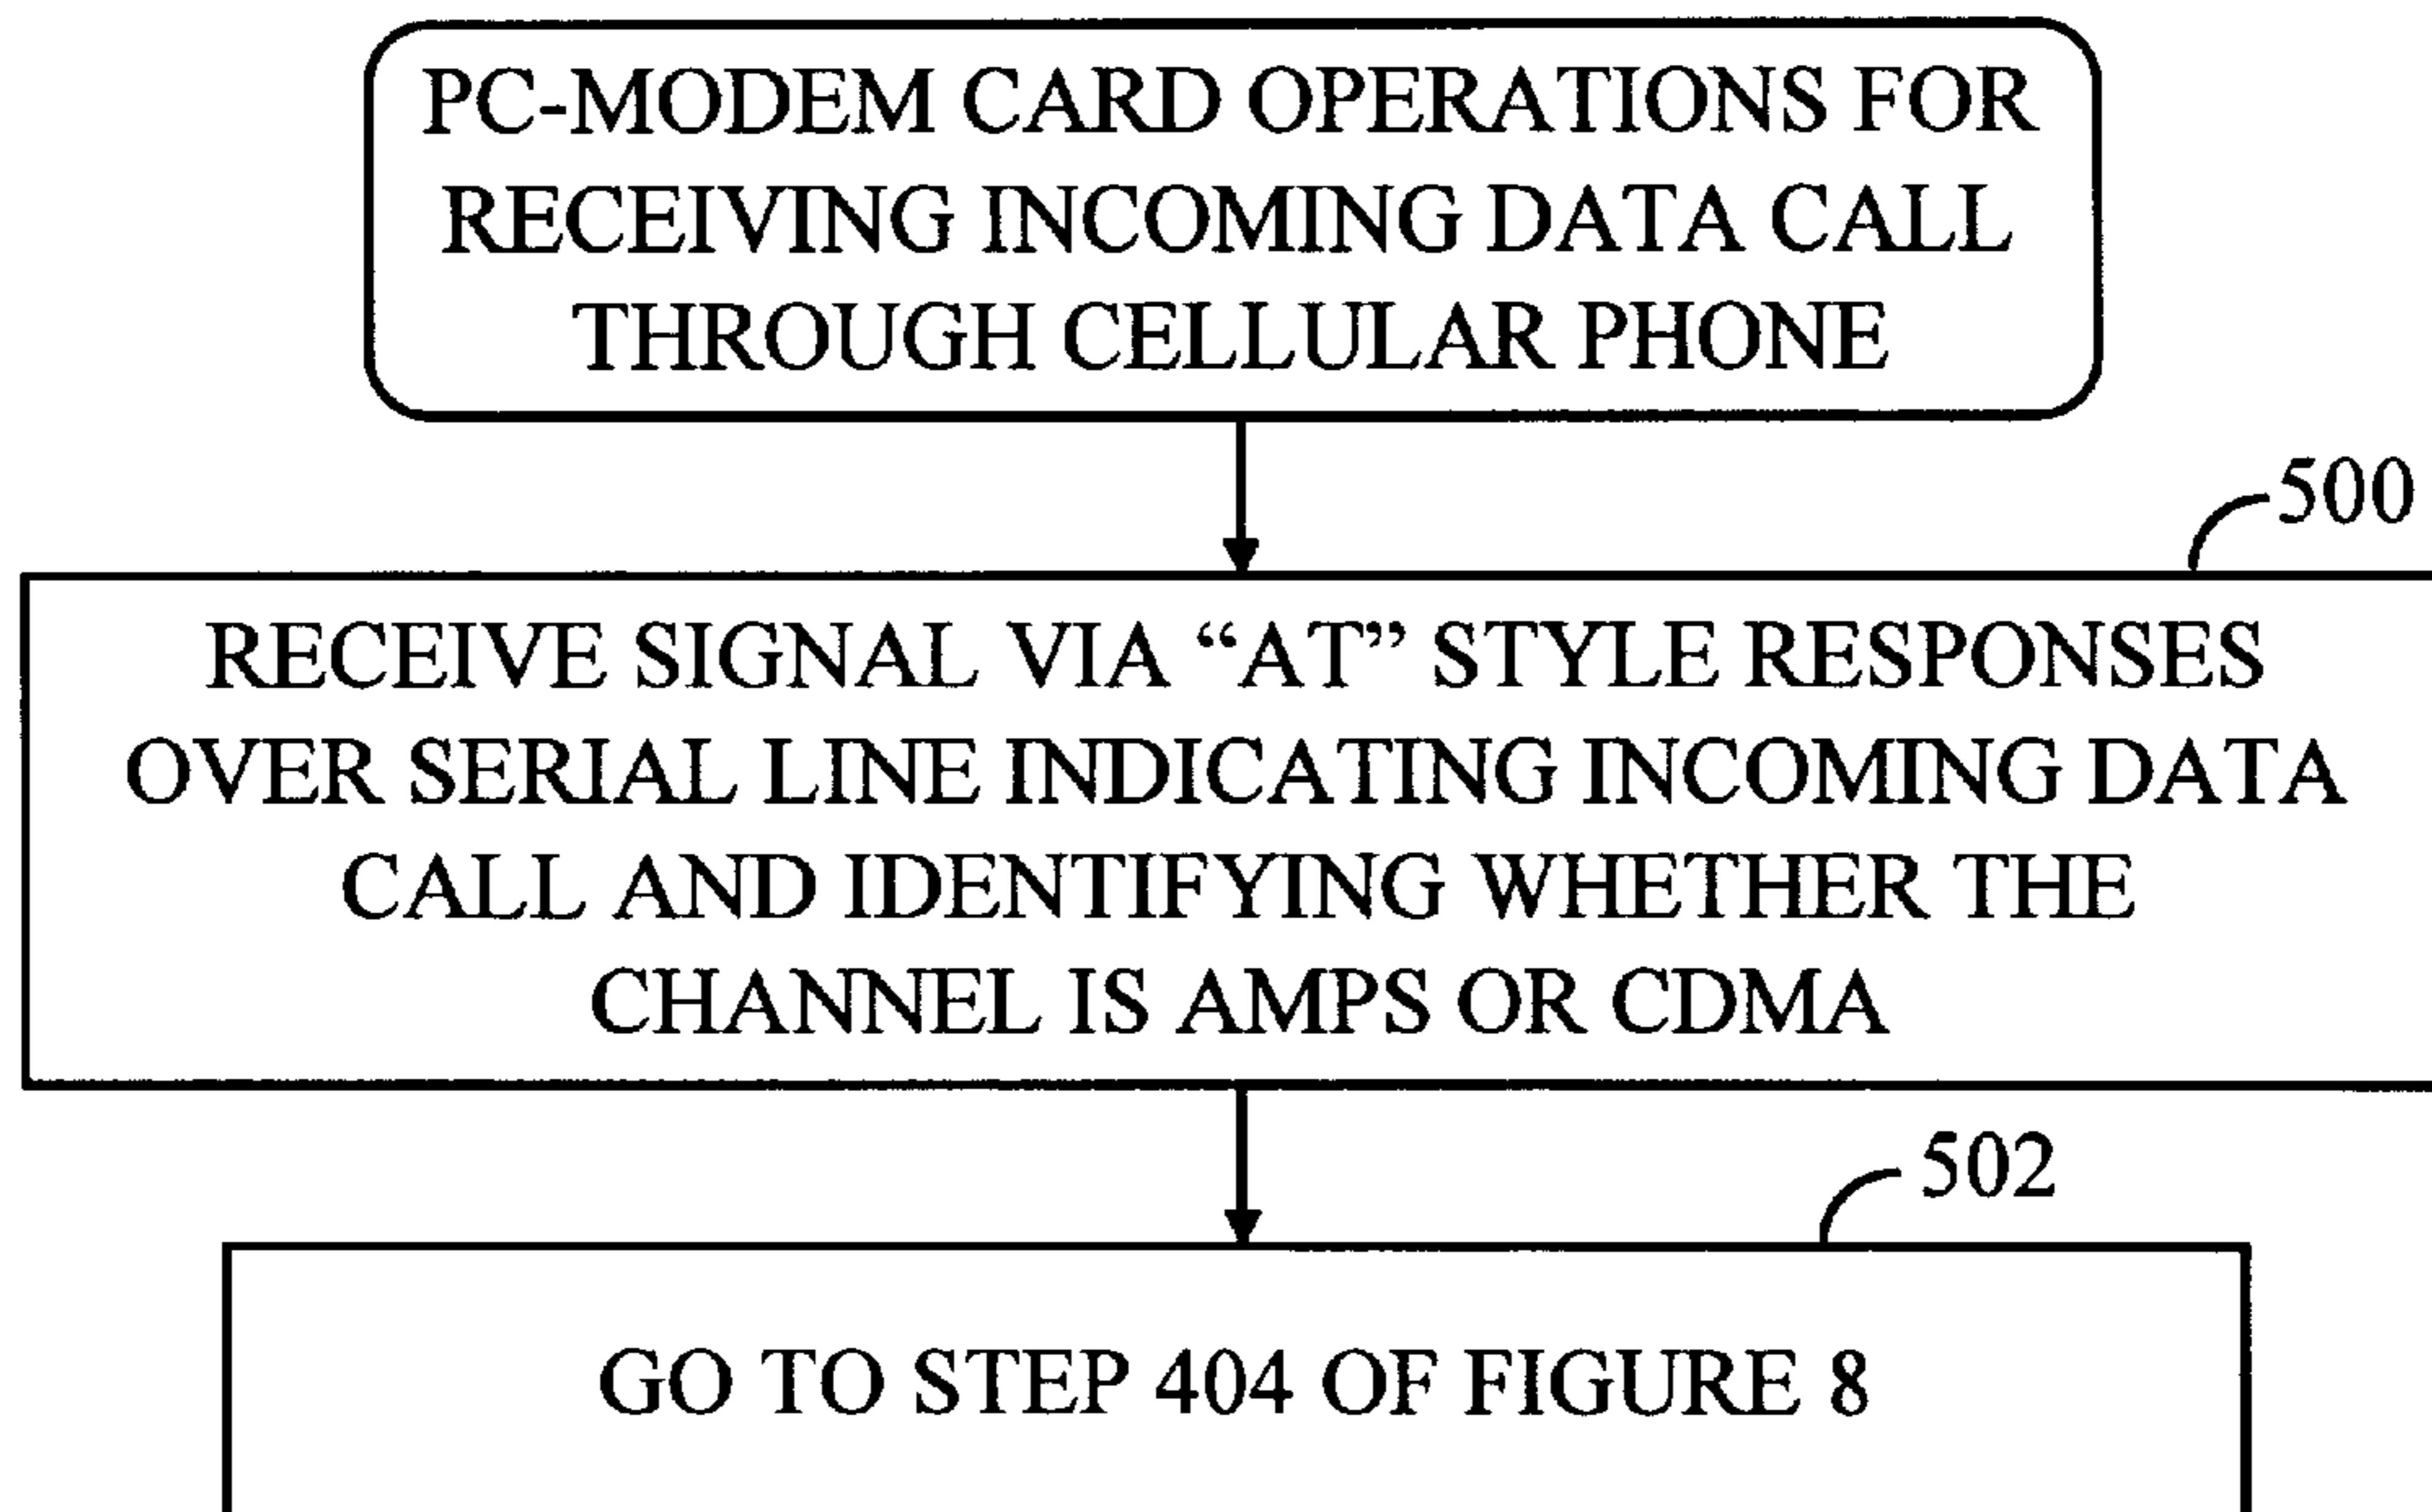 PC-MODEM CARD OPERATIONS FOR
RECEIVING INCOMING DATA CALL
THROUGH CELLULAR PHONE
500
RECEIVE SIGNAL VIA “AT” STYLE RESPONSES
OVER SERIAL LINE INDICATING INCOMING DATA
CALL AND IDENTIFYING WHETHER THE
CHANNEL IS AMPS OR CDMA
502
GO TO STEP 404 OF FIGURE 8